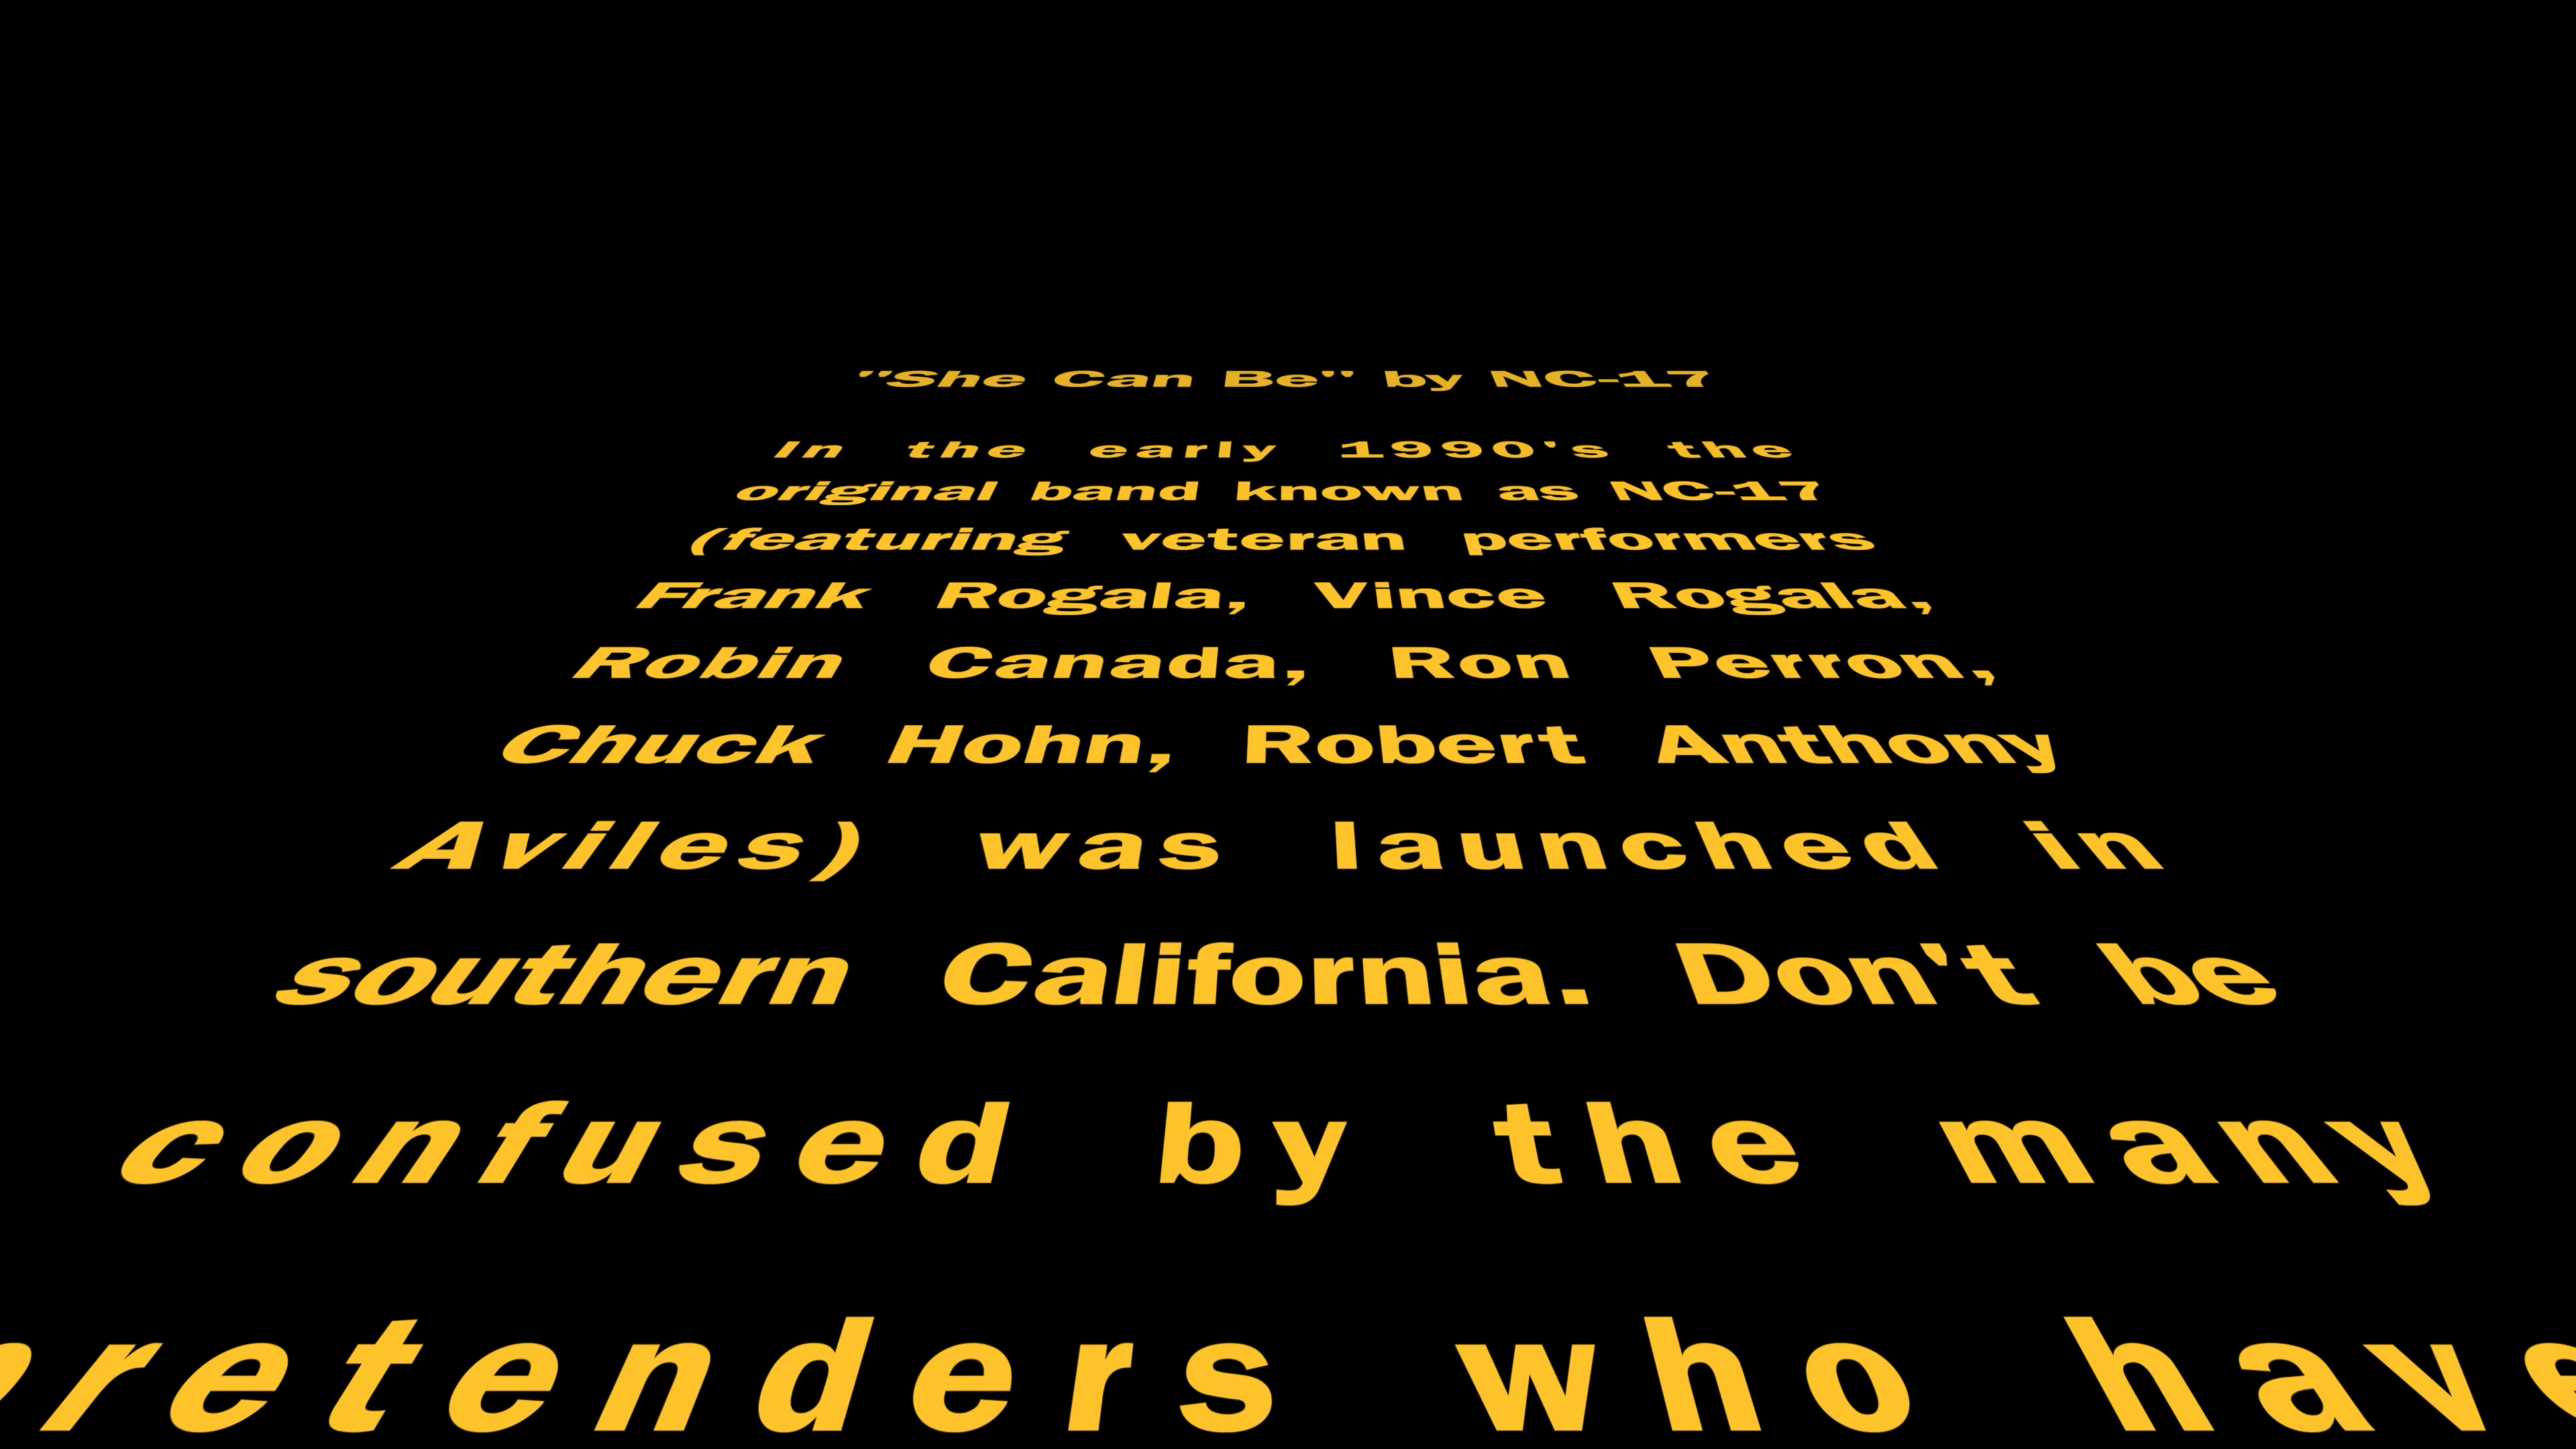 "She Can Be" by NC-17
In the early 1990's the
original band known as NC-17
(featuring veteran performers
Frank Rogala, Vince Rogala,
Robin Canada, Ron Perron,
Chuck Hohn, Robert Anthony
Aviles) was launched in
southern California. Don't be
confused by the many
pretenders who have